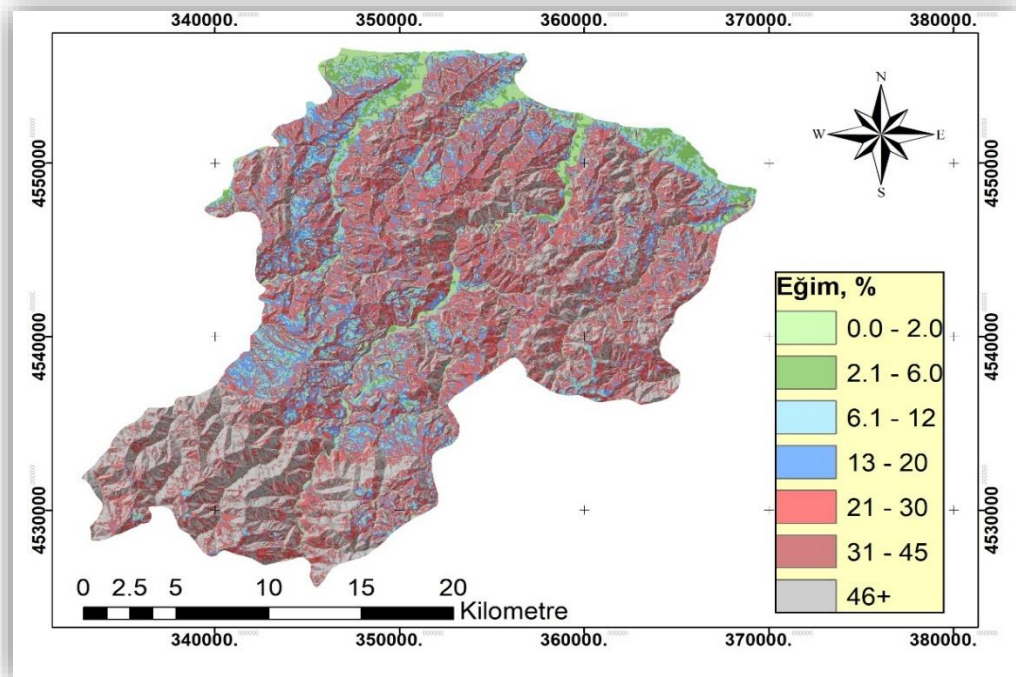 340000. 350000. 360000. 370000. 380000.
4550000 4550000
4540000 4540000
4530000 4530000
N
W E
S
Eğim, %
0.0 - 2.0
2.1 - 6.0
6.1 - 12
13 - 20
21 - 30
31 - 45
46+
0 2.5 5 10 15 20
Kilometre
340000. 350000. 360000. 370000. 380000.